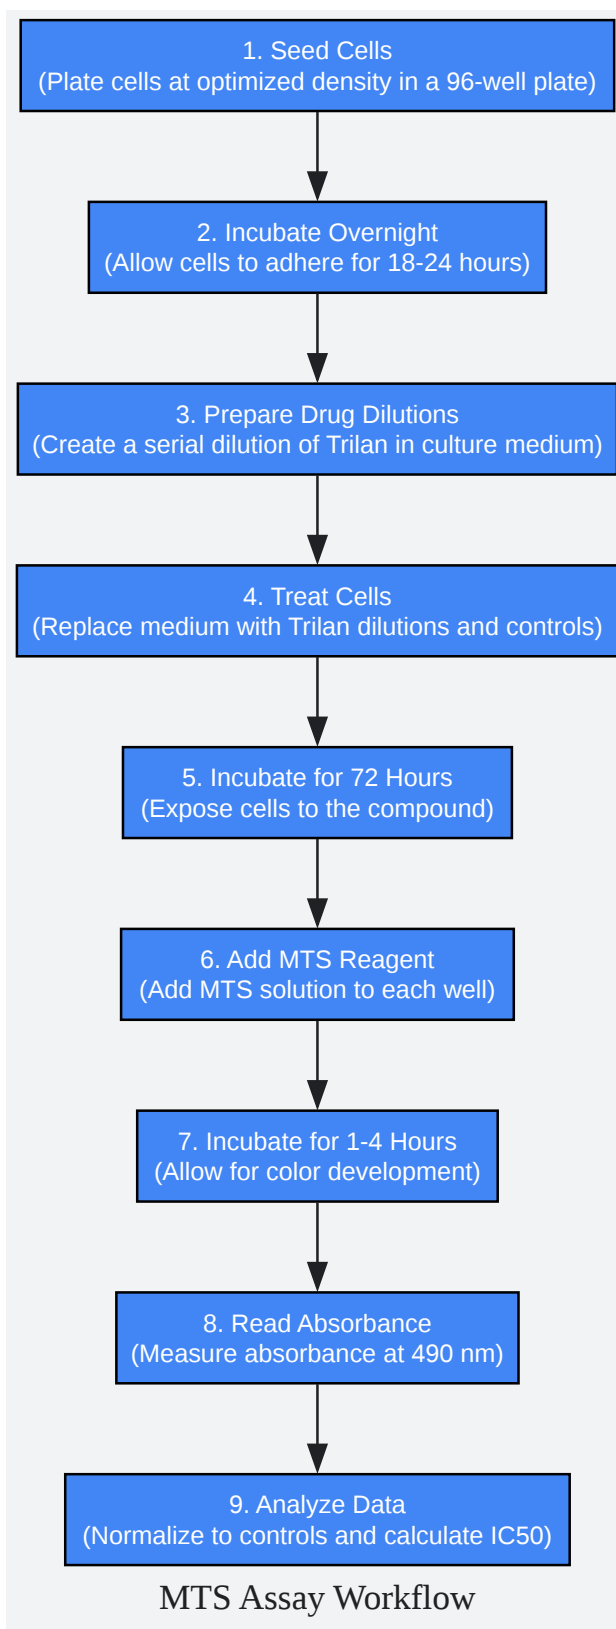 1. Seed Cells
(Plate cells at optimized density in a 96-well plate)
2. Incubate Overnight
(Allow cells to adhere for 18-24 hours)
3. Prepare Drug Dilutions
(Create a serial dilution of Trilan in culture medium)
4. Treat Cells
(Replace medium with Trilan dilutions and controls)
5. Incubate for 72 Hours
(Expose cells to the compound)
6. Add MTS Reagent
(Add MTS solution to each well)
7. Incubate for 1-4 Hours
(Allow for color development)
8. Read Absorbance
(Measure absorbance at 490 nm)
9. Analyze Data
(Normalize to controls and calculate IC50)
MTS Assay Workflow